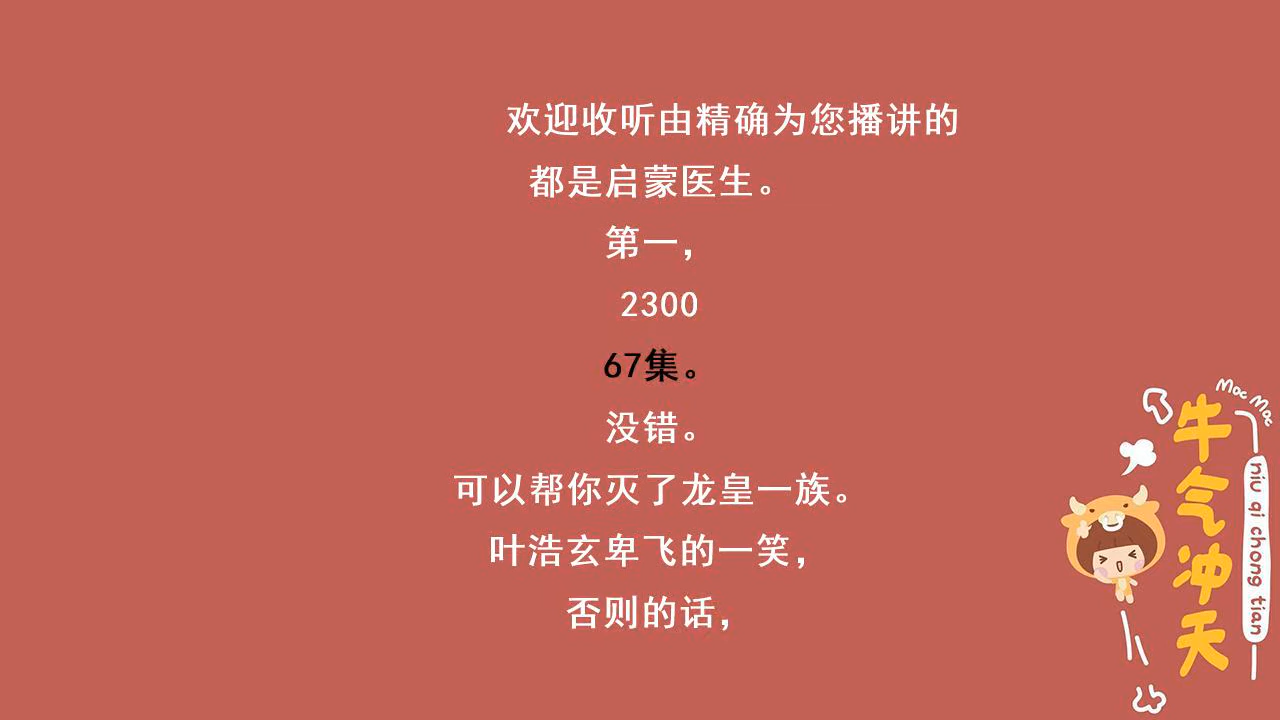 欢迎收听由精确为您播讲的
都是启蒙医生。
第一，
2300
67集。
没错。
可以帮你灭了龙皇一族。
叶浩玄卑飞的一笑，
否则的话，
Moc Moc
牛气冲天
niu qi chong tian